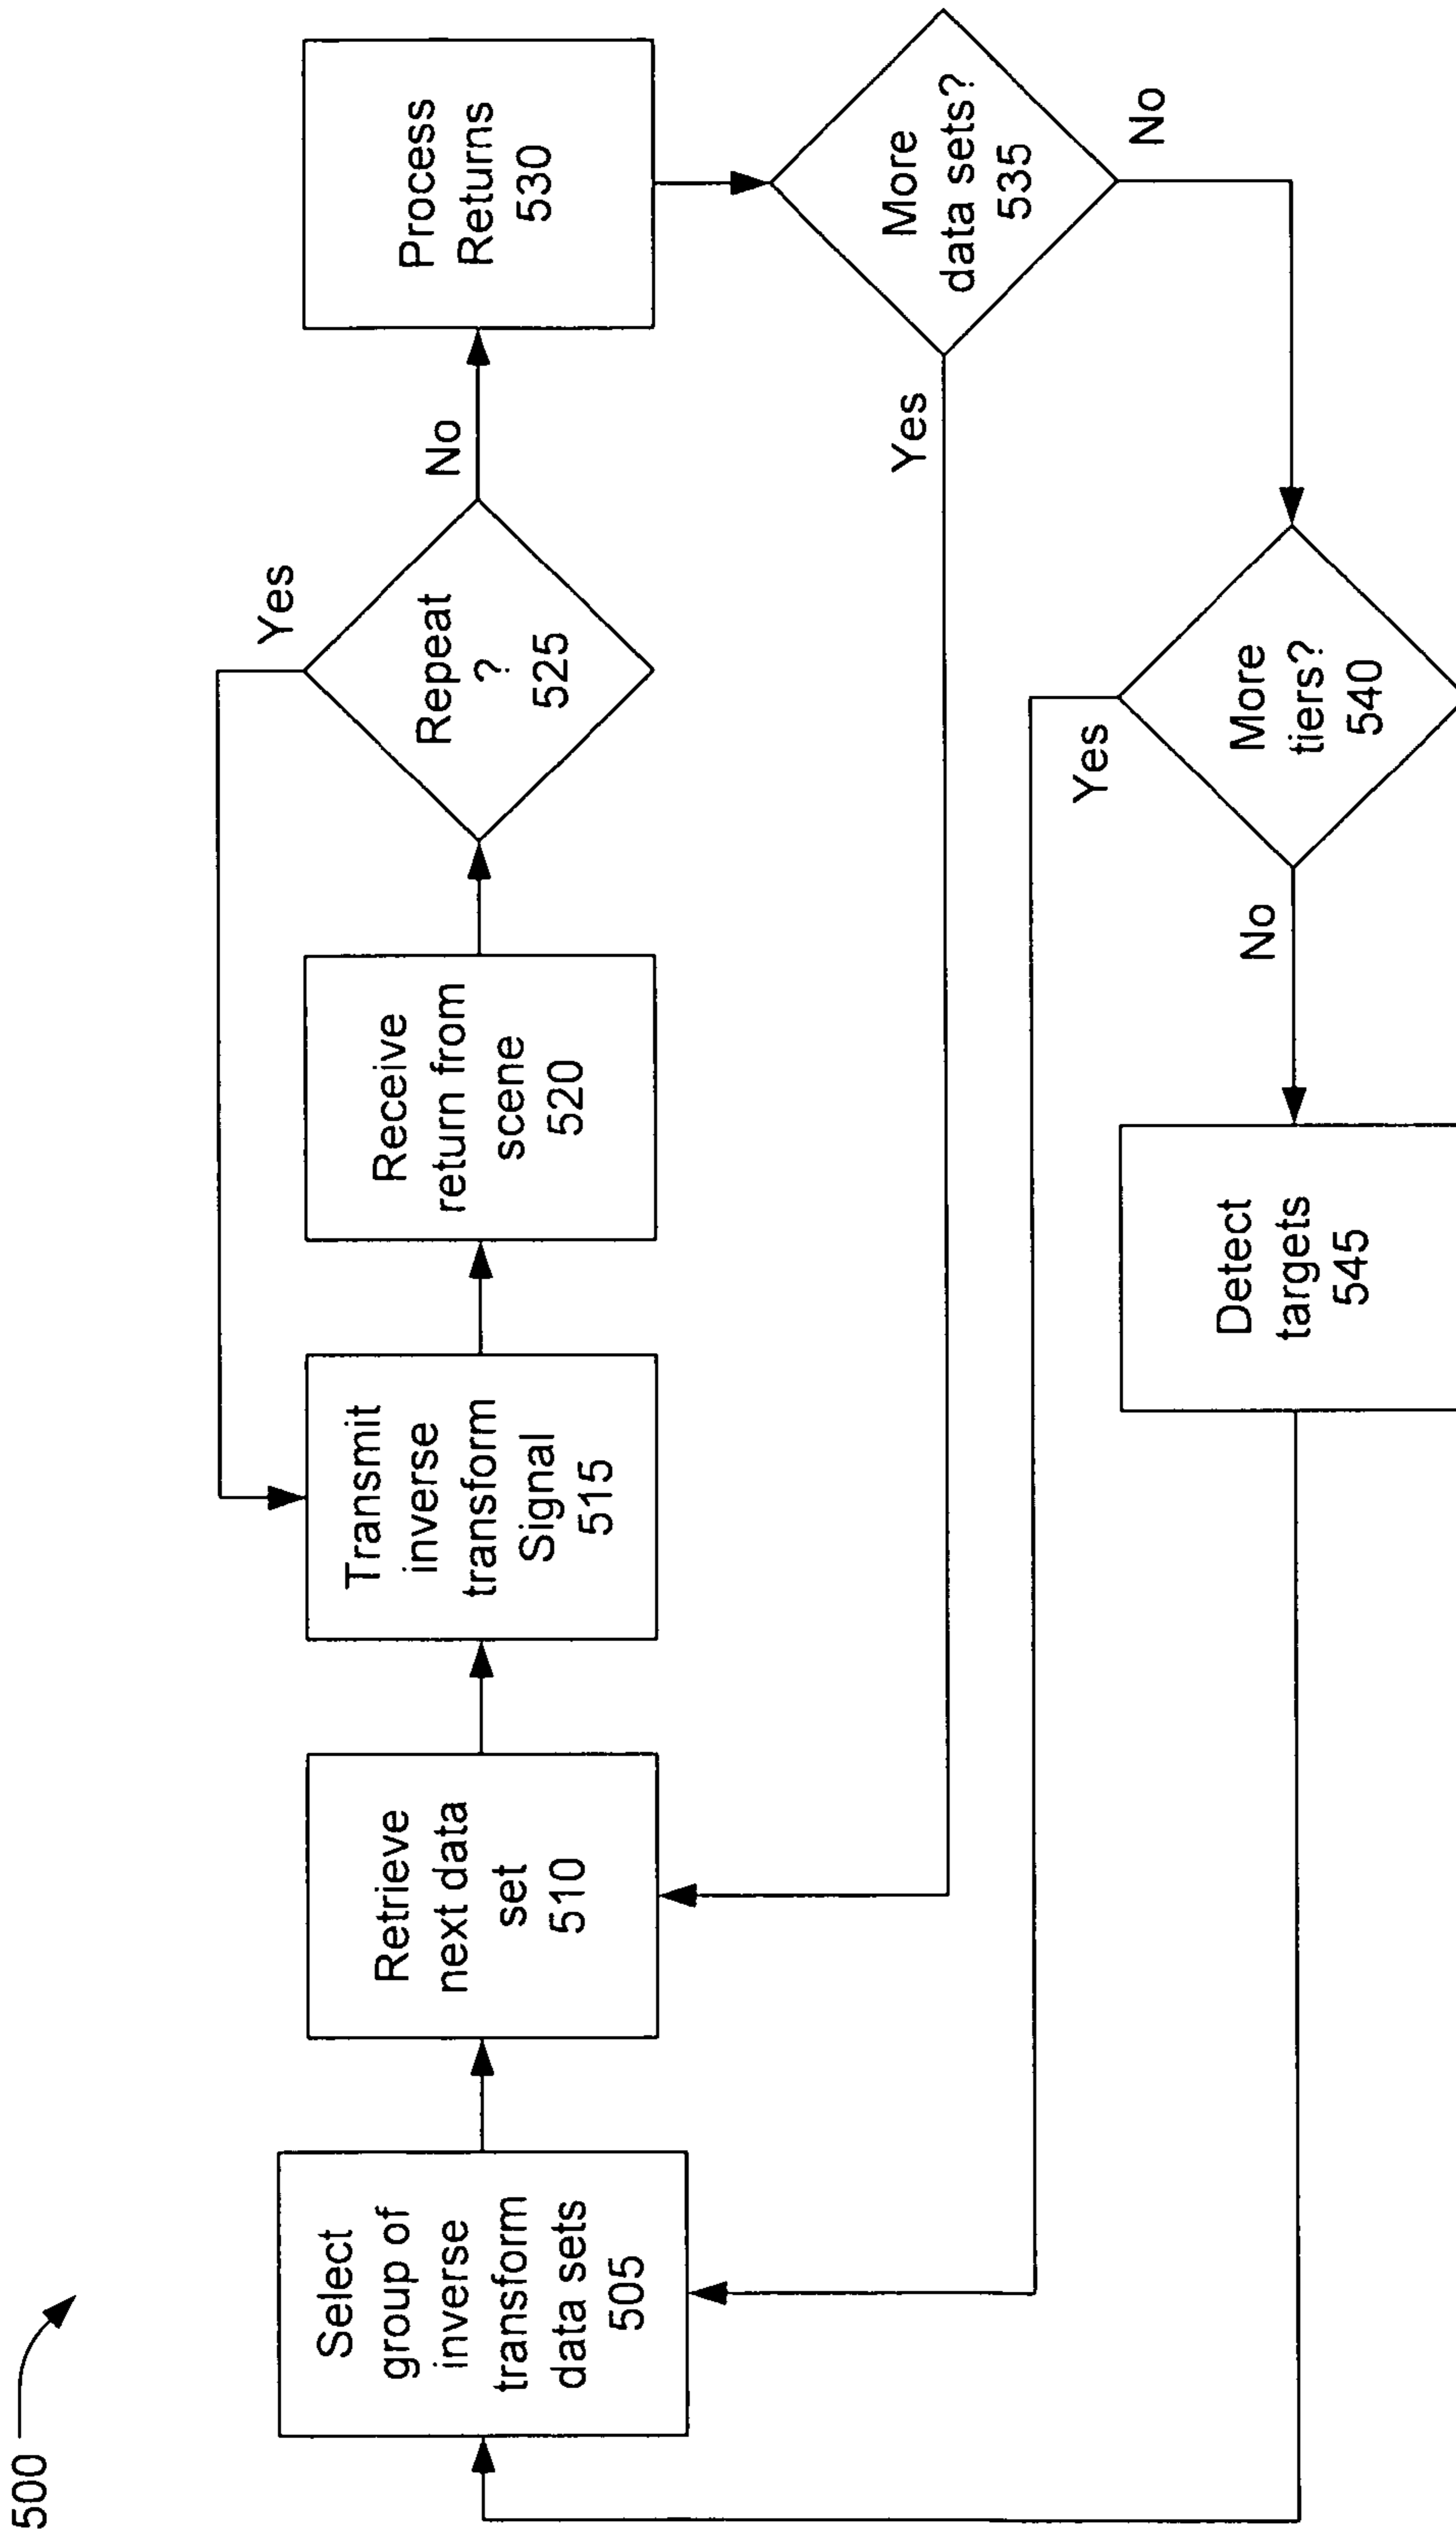 500
Select
group of
inverse
transform
data sets
505
Retrieve
next data
set
510
Transmit
inverse
transform
Signal
515
Receive
return from
scene
520
Repeat
?
525
Yes
No
Process
Returns
530
More
data sets?
535
Yes
No
More
tiers?
540
Yes
No
Detect
targets
545